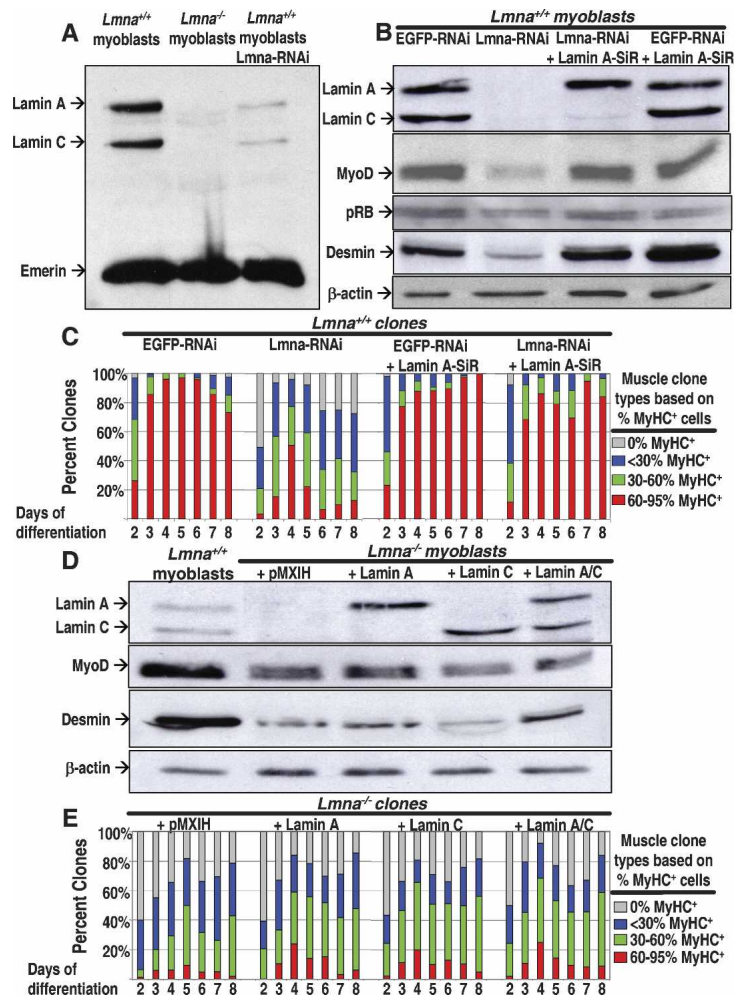 A
Lmna+/+ myoblasts
Lmna-/- myoblasts
Lmna+/+ myoblasts Lmna-RNAi
Lamin A →
Lamin C →
Emerin →
B
Lmna+/+ myoblasts
EGFP-RNAi
Lmna-RNAi
Lmna-RNAi + Lamin A-SiR
EGFP-RNAi + Lamin A-SiR
Lamin A →
Lamin C →
MyoD →
pRB →
Desmin →
β-actin →
C
Lmna+/+ clones
EGFP-RNAi
Lmna-RNAi
EGFP-RNAi + Lamin A-SiR
Lmna-RNAi + Lamin A-SiR
Percent Clones
100%
80%
60%
40%
20%
Days of differentiation
2 3 4 5 6 7 8
2 3 4 5 6 7 8
2 3 4 5 6 7 8
2 3 4 5 6 7 8
Muscle clone types based on % MyHC+ cells
0% MyHC+
<30% MyHC+
30-60% MyHC+
60-95% MyHC+
D
Lmna+/+ myoblasts
Lmna-/- myoblasts
+ pMXIH
+ Lamin A
+ Lamin C
+ Lamin A/C
Lamin A →
Lamin C →
MyoD →
Desmin →
β-actin →
E
Lmna-/- clones
+ pMXIH
+ Lamin A
+ Lamin C
+ Lamin A/C
Percent Clones
100%
80%
60%
40%
20%
Days of differentiation
2 3 4 5 6 7 8
2 3 4 5 6 7 8
2 3 4 5 6 7 8
2 3 4 5 6 7 8
Muscle clone types based on % MyHC+ cells
0% MyHC+
<30% MyHC+
30-60% MyHC+
60-95% MyHC+